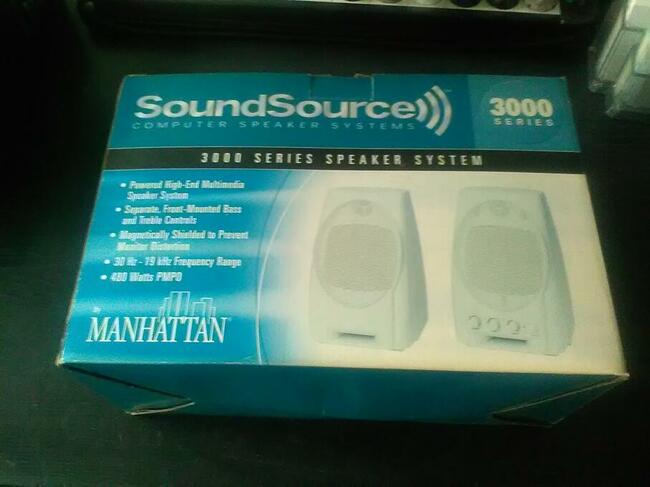 SoundSource
3000
SERIES
COMPUTER SPEAKER SYSTEMS
3000 SERIES SPEAKER SYSTEM
• Powered High-End Multimedia
Speaker System
• Separate, Front-Mounted Bass
and Treble Controls
• Magnetically Shielded to Prevent
Monitor Distortion
• 30 Hz - 19 kHz Frequency Range
• 480 Watts PMPO
by
MANHATTAN